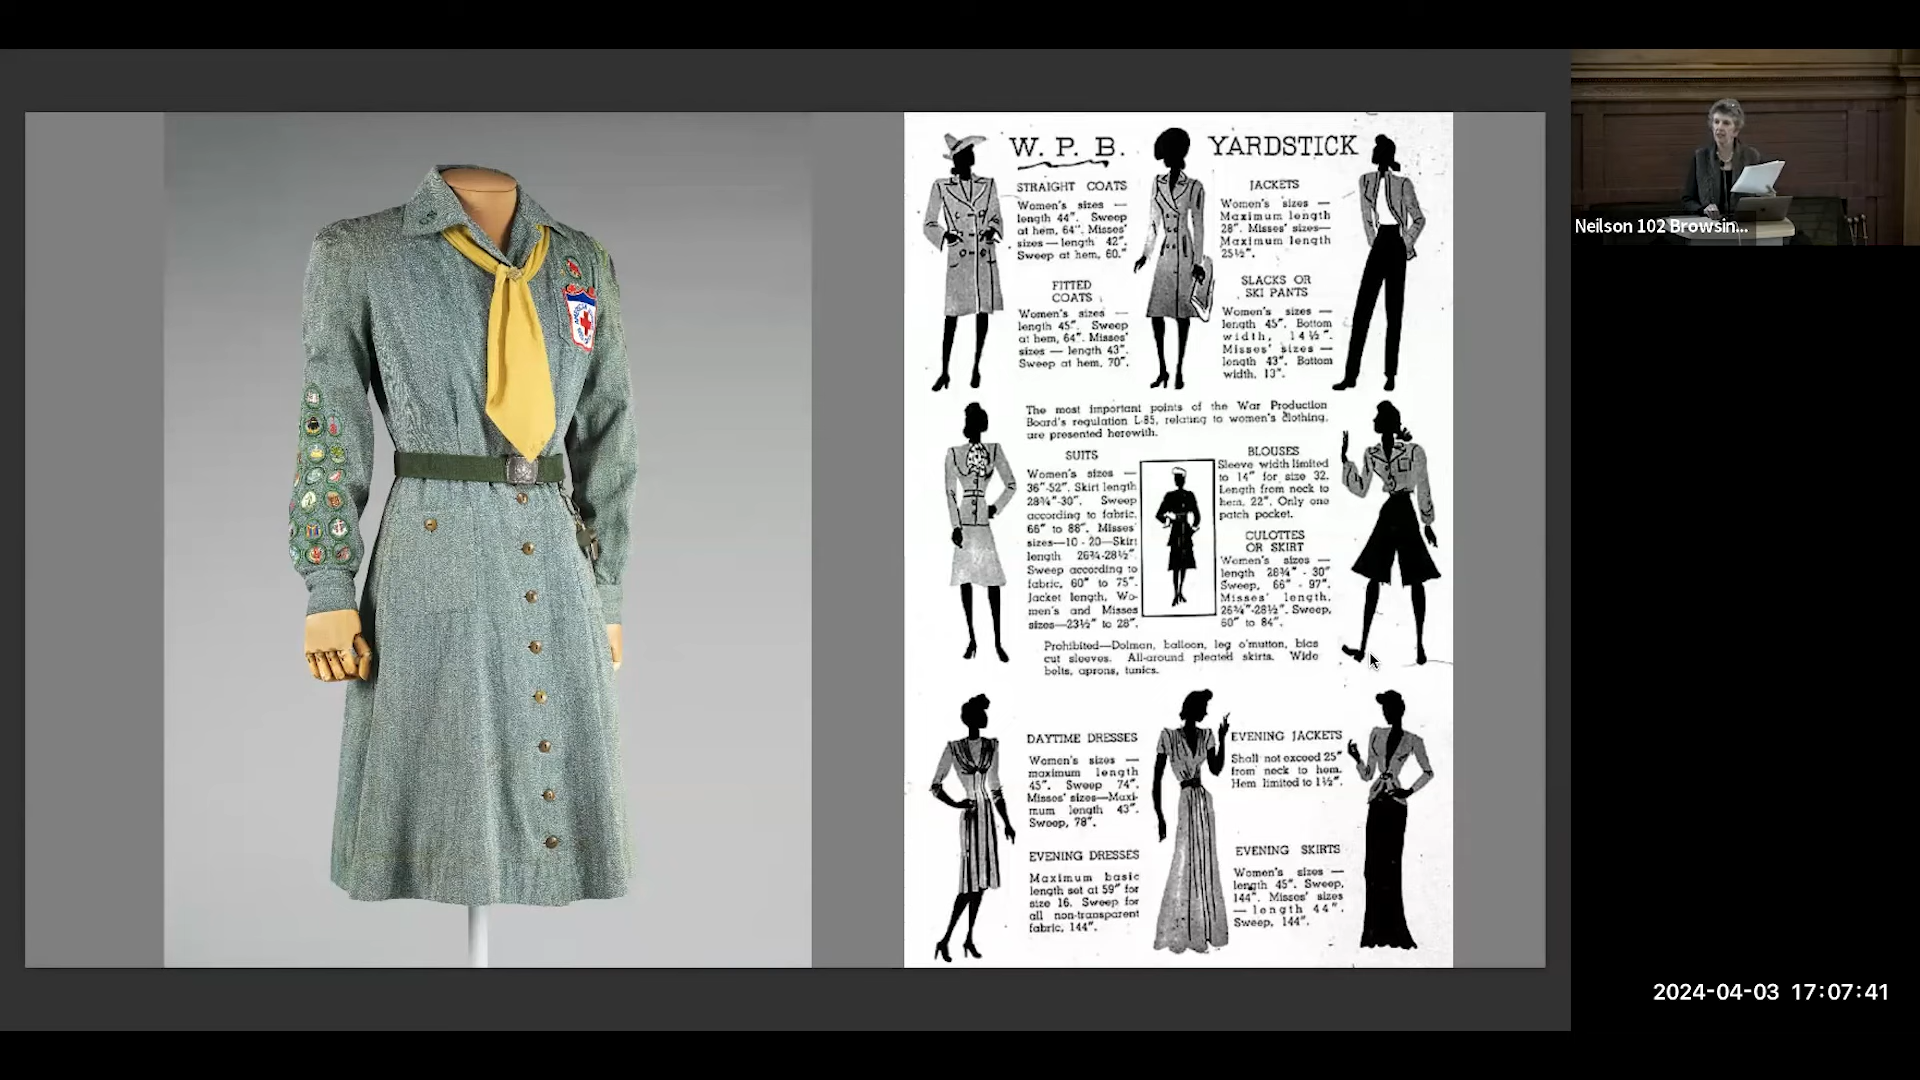 W. P. B. YARDSTICK
STRAIGHT COATS
Women's sizes —
length 44". Sweep
at hem, 64". Misses'
sizes — length 42".
Sweep at hem, 60."
FITTED
COATS
Women's sizes —
length 45". Sweep
at hem, 64". Misses'
sizes — length 43".
Sweep at hem, 70".
JACKETS
Women's sizes —
Maximum length
28". Misses' sizes—
Maximum length
25½".
SLACKS OR
SKI PANTS
Women's sizes —
length 45". Bottom
width, 14½".
Misses' sizes —
length 43". Bottom
width, 13".
The most important points of the War Production
Board's regulation L-85, relating to women's clothing,
are presented herewith.
SUITS
Women's sizes —
36"-52". Skirt length
28¾"-30". Sweep
according to fabric,
66" to 88". Misses'
sizes—10 - 20—Skirt
length 26¾-28½".
Sweep according to
fabric, 60" to 75".
Jacket length, Wo-
men's and Misses
sizes—23½" to 28".
BLOUSES
Sleeve width limited
to 14" for size 32.
Length from neck to
hem, 22". Only one
patch pocket.
CULOTTES
OR SKIRT
Women's sizes —
length 28¾" - 30"
Sweep, 66" - 97".
Misses' length,
26¾"-28½". Sweep,
60" to 84".
Prohibited—Dolman, balloon, leg o'mutton, bias
cut sleeves. All-around pleated skirts. Wide
belts, aprons, tunics.
DAYTIME DRESSES
Women's sizes —
maximum length
45". Sweep 74".
Misses' sizes—Maxi-
mum length 43".
Swoop, 78".
EVENING DRESSES
Maximum basic
length set at 59" for
size 16. Sweep for
all non-transparent
fabric, 144".
EVENING JACKETS
Shall not exceed 25"
from neck to hem.
Hem limited to 1½".
EVENING SKIRTS
Women's sizes —
length 45". Sweep,
144". Misses' sizes
— length 44".
Sweep, 144".
Neilson 102 Browsin...
2024-04-03 17:07:41